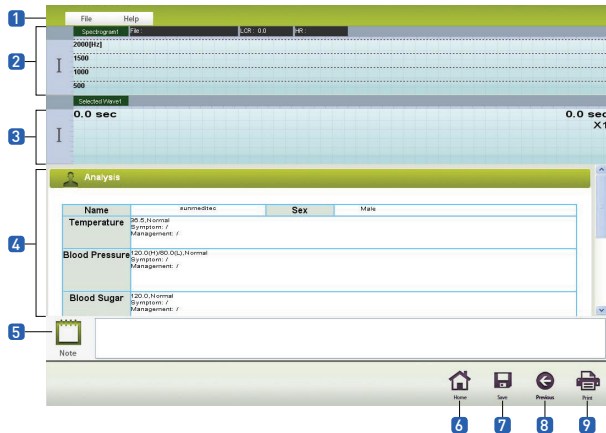 1 File Help
Spectrogram1 File : LCR : 0.0 HR :
2 I 2000[Hz]
1500
1000
500
Selected Wave1
3 I 0.0 sec 0.0 sec
X1
4 Analysis
Name sunmeditec Sex Male
Temperature 36.5,Normal
Symptom: /
Management: /
Blood Pressure 120.0(H)/80.0(L),Normal
Symptom: /
Management: /
Blood Sugar 120.0,Normal
Symptom: /
Management: /
5 Note
Home Save Previous Print
6 7 8 9